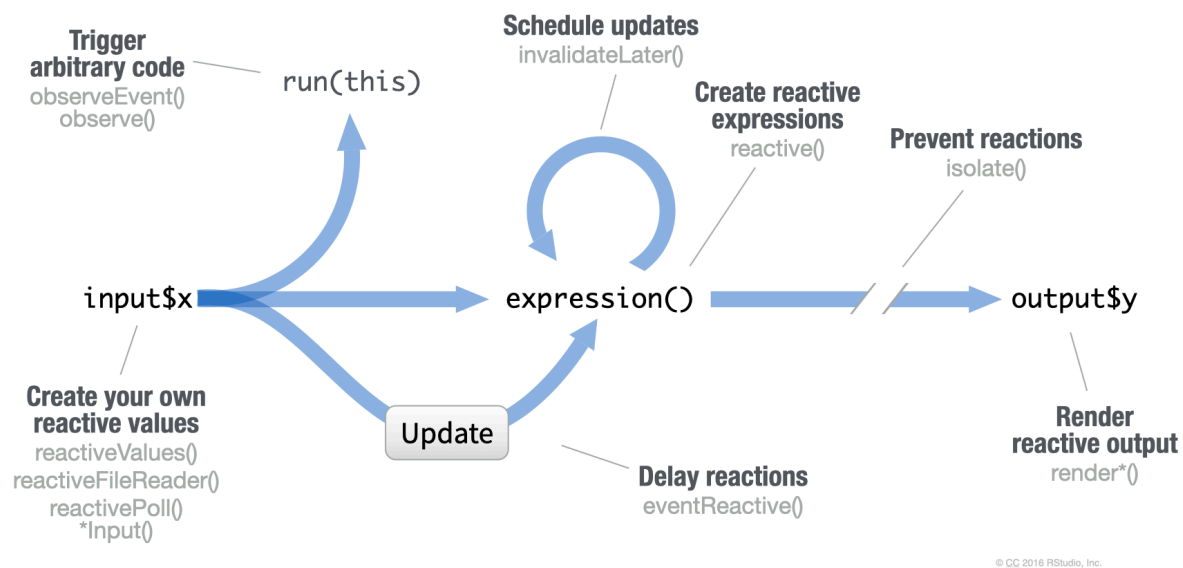 Trigger
arbitrary code
observeEvent()
observe()
run(this)
Schedule updates
invalidateLater()
Create reactive
expressions
reactive()
Prevent reactions
isolate()
input$x
expression()
output$y
Create your own
reactive values
reactiveValues()
reactiveFileReader()
reactivePoll()
*Input()
Update
Delay reactions
eventReactive()
Render
reactive output
render*()
© CC 2016 RStudio, Inc.